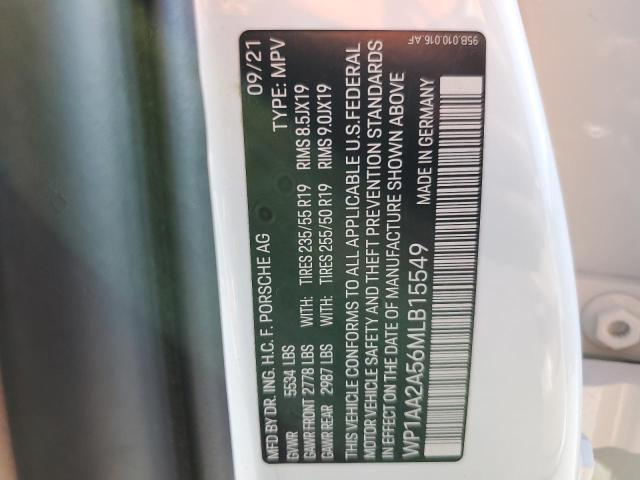 95B.010.016 AF
MFD BY DR. ING. H.C. F. PORSCHE AG 09/21
GVWR 5534 LBS TYPE: MPV
GAWR FRONT 2778 LBS WITH: TIRES 235/55 R19 RIMS 8.5JX19
GAWR REAR 2987 LBS WITH: TIRES 255/50 R19 RIMS 9.0JX19
THIS VEHICLE CONFORMS TO ALL APPLICABLE U.S.FEDERAL
MOTOR VEHICLE SAFETY AND THEFT PREVENTION STANDARDS
IN EFFECT ON THE DATE OF MANUFACTURE SHOWN ABOVE
WP1AA2A56MLB15549 MADE IN GERMANY